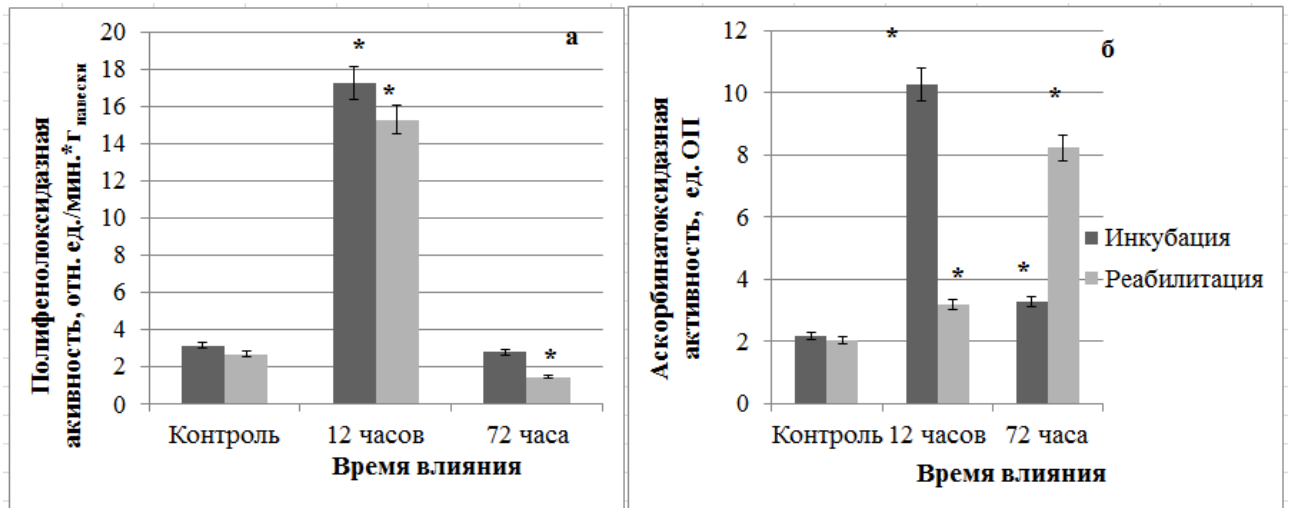 Полифенолоксидазная
акивность, отн. ед./мин.*г навески
20
18
16
14
12
10
8
6
4
2
0
а
*
*
*
Контроль
12 часов
72 часа
Время влияния
Аскорбинатоксидазная
активность, ед. ОП
12
10
8
6
4
2
0
б
*
*
*
*
Инкубация
Реабилитация
Контроль
12 часов
72 часа
Время влияния